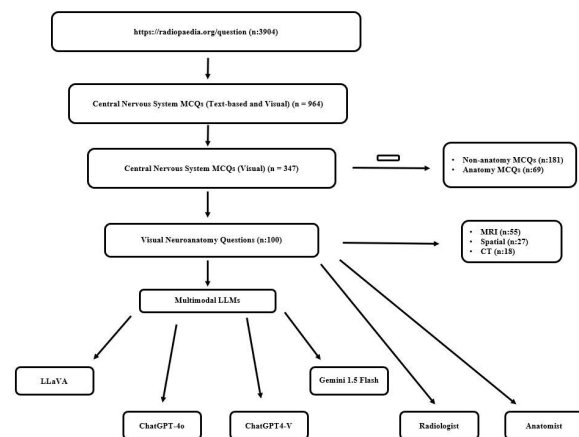 https://radiopaedia.org/question (n:3904)
Central Nervous System MCQs (Text-based and Visual) (n = 964)
Central Nervous System MCQs (Visual) (n = 347)
• Non-anatomy MCQs (n:181)
• Anatomy MCQs (n:69)
Visual Neuroanatomy Questions (n:100)
• MRI (n:55)
• Spatial (n:27)
• CT (n:18)
Multimodal LLMs
LLaVA
Gemini 1.5 Flash
ChatGPT-4o
ChatGPT4-V
Radiologist
Anatomist